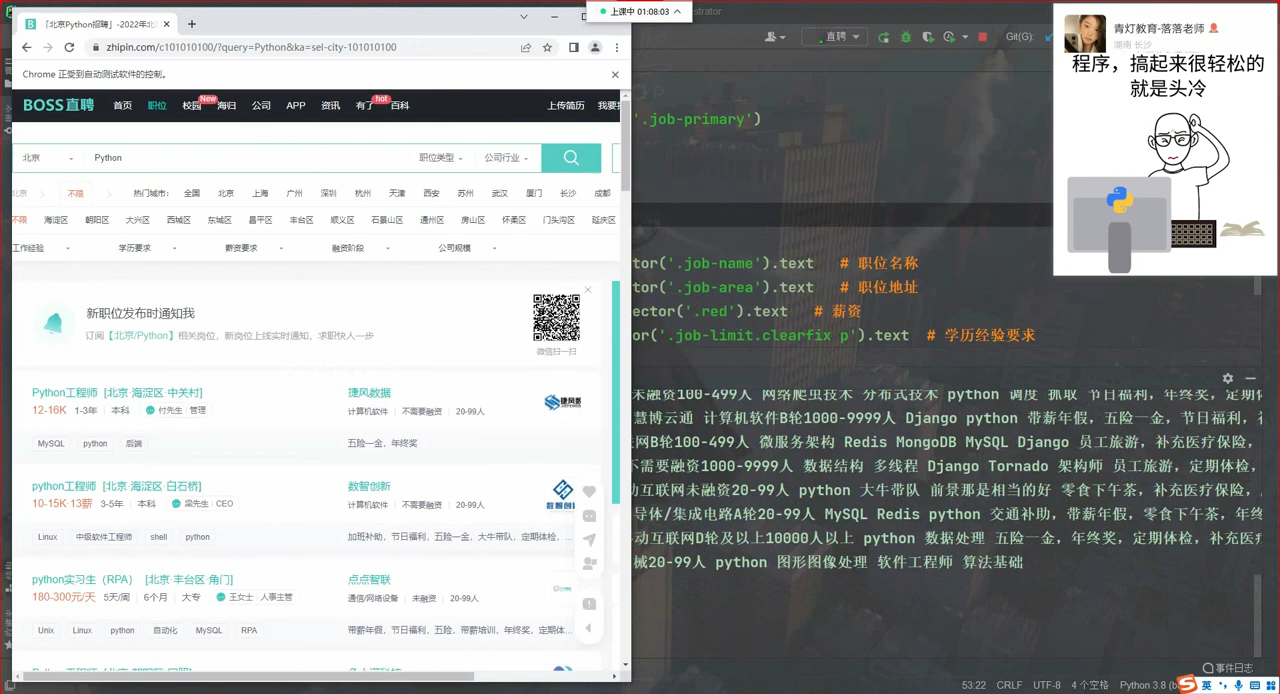 「北京Python招聘」-2022年北京
上课中 01:08:03
zhipin.com/c101010100/?query=Python&ka=sel-city-101010100
Chrome 正受到自动测试软件的控制。
BOSS直聘 首页 职位 校园 New 海归 公司 APP 资讯 有了 hot 百科 上传简历 我要找
北京 Python 职位类型 公司行业
北京 不限 热门城市： 全国 北京 上海 广州 深圳 杭州 天津 西安 苏州 武汉 厦门 长沙 成都
不限 海淀区 朝阳区 大兴区 西城区 东城区 昌平区 丰台区 顺义区 石景山区 通州区 房山区 怀柔区 门头沟区 延庆区
工作经验 学历要求 薪资要求 融资阶段 公司规模
新职位发布时通知我
订阅【北京/Python】相关岗位，新岗位上线实时通知，求职快人一步
微信扫一扫
Python工程师 [北京·海淀区·中关村] 捷风数据
12-16K 1-3年 本科 付先生 管理 计算机软件 不需要融资 20-99人
MySQL python 后端 五险一金，年终奖
python工程师 [北京·海淀区·白石桥] 数智创新
10-15K·13薪 3-5年 本科 梁先生 CEO 计算机软件 不需要融资 20-99人
Linux 中级软件工程师 shell python 加班补助，节日福利，五险一金，大牛带队，定期体检，...
python实习生（RPA） [北京·丰台区·角门] 点点智联
180-300元/天 5天/周 6个月 大专 王女士 人事主管 通信/网络设备 未融资 20-99人
Unix Linux python 自动化 MySQL RPA 带薪年假，节日福利，五险，带薪培训，年终奖，定期体...
strator
直聘 Git(G):
'.job-primary')
tor('.job-name').text # 职位名称
tor('.job-area').text # 职位地址
ector('.red').text # 薪资
or('.job-limit.clearfix p').text # 学历经验要求
未融资100-499人 网络爬虫技术 分布式技术 python 调度 抓取 节日福利，年终奖，定期体
慧博云通 计算机软件B轮1000-9999人 Django python 带薪年假，五险一金，节日福利，
联网B轮100-499人 微服务架构 Redis MongoDB MySQL Django 员工旅游，补充医疗保险，
不需要融资1000-9999人 数据结构 多线程 Django Tornado 架构师 员工旅游，定期体检，
动互联网未融资20-99人 python 大牛带队 前景那是相当的好 零食下午茶，补充医疗保险，
导体/集成电路A轮20-99人 MySQL Redis python 交通补助，带薪年假，零食下午茶，年终
移动互联网D轮及以上10000人以上 python 数据处理 五险一金，年终奖，定期体检，补充医疗
械20-99人 python 图形图像处理 软件工程师 算法基础
事件日志
53:22 CRLF UTF-8 4 个空格 Python 3.8
英
青灯教育-落落老师
湖南 长沙
程序，搞起来很轻松的
就是头冷